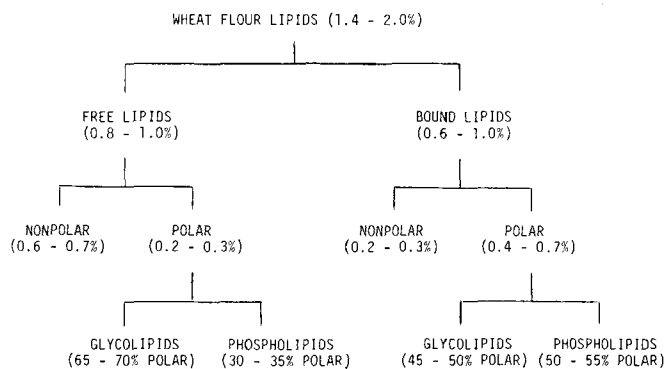 WHEAT FLOUR LIPIDS (1.4 - 2.0%)
FREE LIPIDS
(0.8 - 1.0%)
BOUND LIPIDS
(0.6 - 1.0%)
NONPOLAR
(0.6 - 0.7%)
POLAR
(0.2 - 0.3%)
NONPOLAR
(0.2 - 0.3%)
POLAR
(0.4 - 0.7%)
GLYCOLIPIDS
(65 - 70% POLAR)
PHOSPHOLIPIDS
(30 - 35% POLAR)
GLYCOLIPIDS
(45 - 50% POLAR)
PHOSPHOLIPIDS
(50 - 55% POLAR)